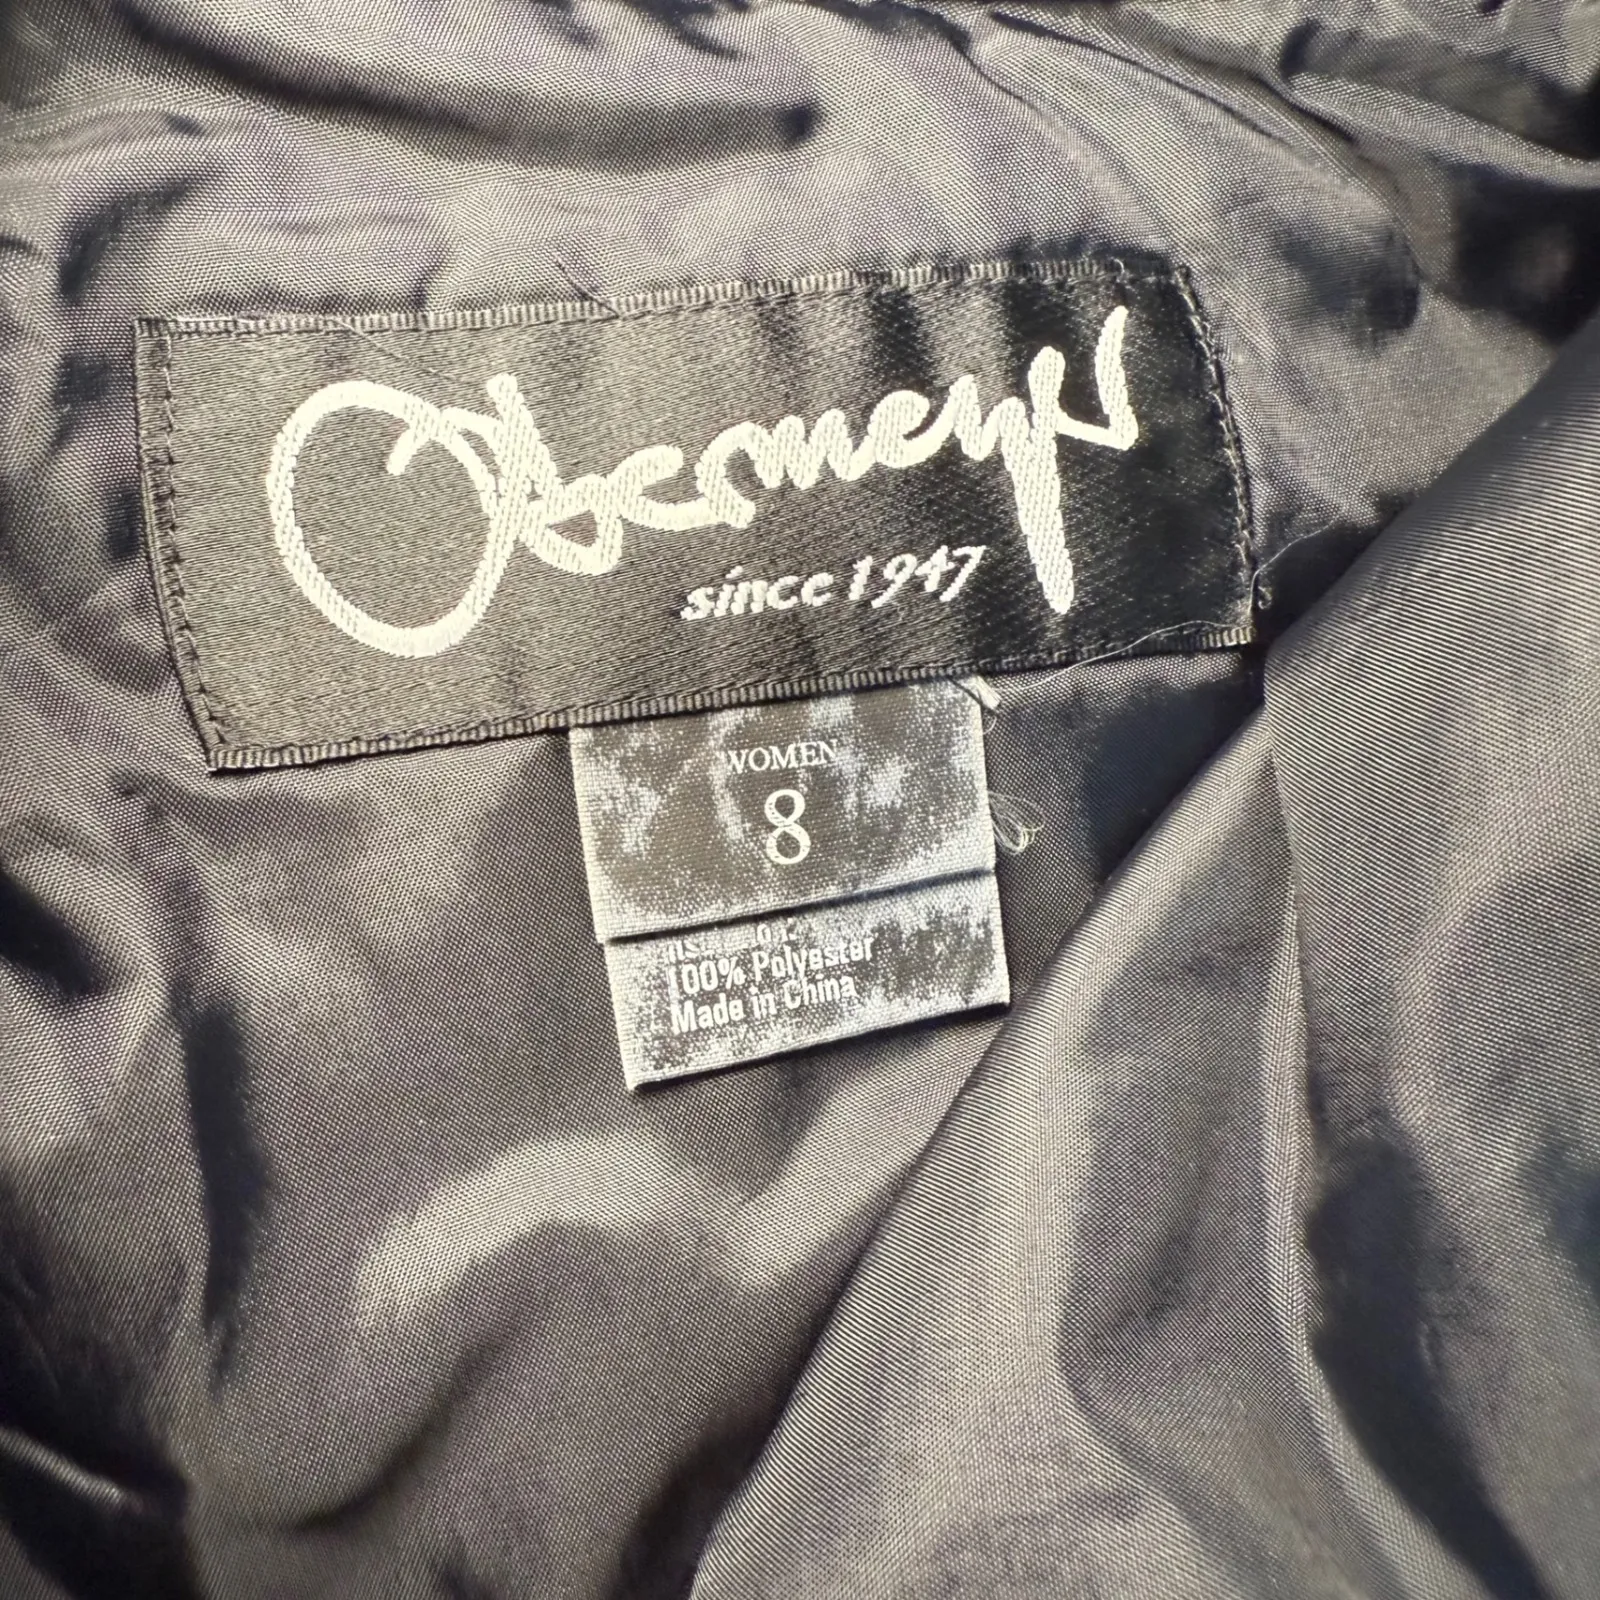 Obermeyer
since 1947
WOMEN
8
100% Polyester
Made in China